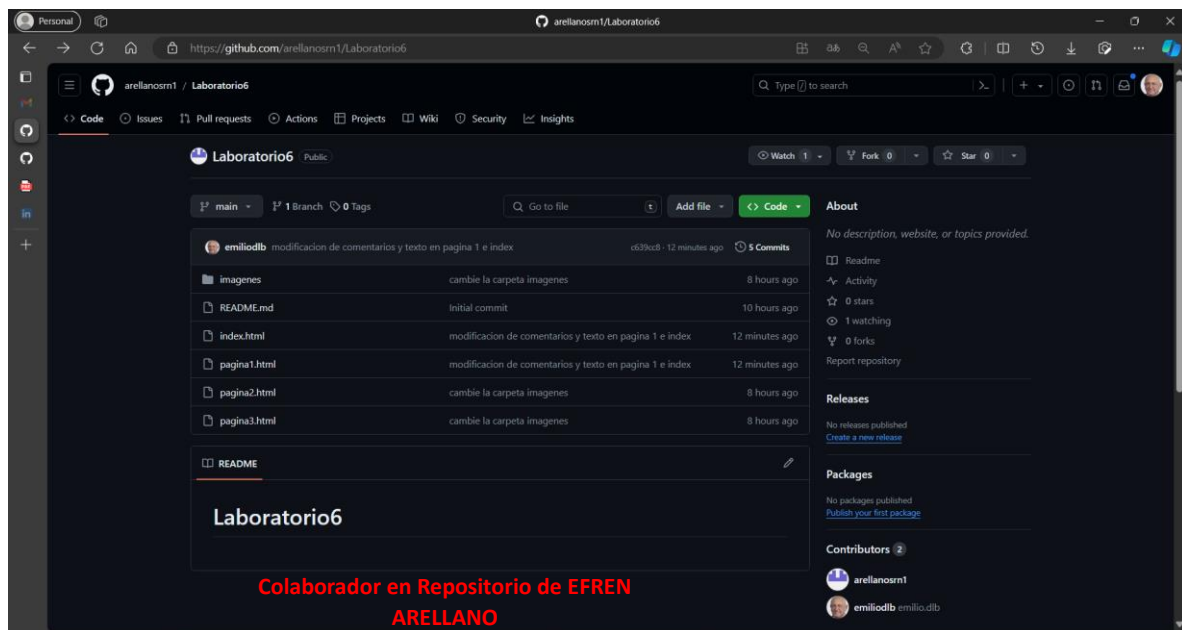 Personal
arellanosrn1/Laboratorio6
https://github.com/arellanosrn1/Laboratorio6
arellanosrn1 / Laboratorio6
Type / to search
Code Issues Pull requests Actions Projects Wiki Security Insights
Laboratorio6 Public
Watch 1 Fork 0 Star 0
main 1 Branch 0 Tags Go to file t Add file Code
emiliodlb modificacion de comentarios y texto en pagina 1 e index c639cc8 · 12 minutes ago 5 Commits
imagenes cambie la carpeta imagenes 8 hours ago
README.md Initial commit 10 hours ago
index.html modificacion de comentarios y texto en pagina 1 e index 12 minutes ago
pagina1.html modificacion de comentarios y texto en pagina 1 e index 12 minutes ago
pagina2.html cambie la carpeta imagenes 8 hours ago
pagina3.html cambie la carpeta imagenes 8 hours ago
README
Laboratorio6
About
No description, website, or topics provided.
Readme
Activity
0 stars
1 watching
0 forks
Report repository
Releases
No releases published
Create a new release
Packages
No packages published
Publish your first package
Contributors 2
arellanosrn1
emiliodlb emilio.dlb
Colaborador en Repositorio de EFREN
ARELLANO